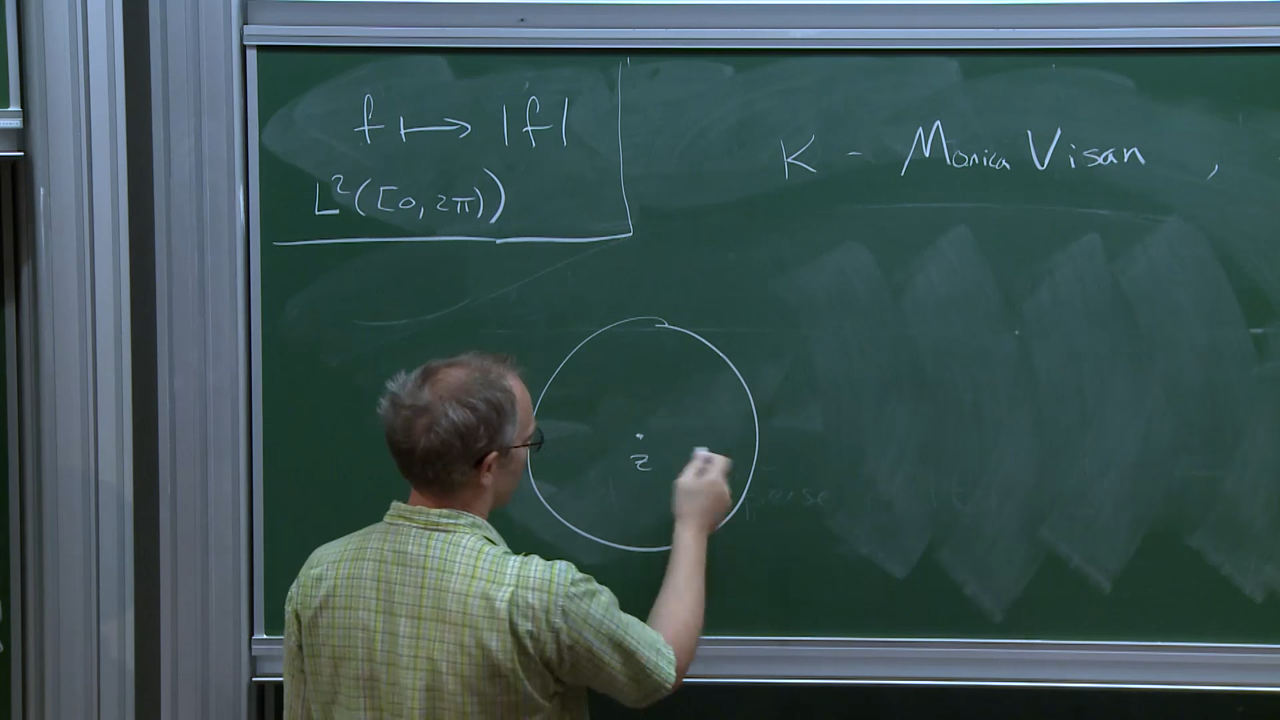 f ↦ |f|
L²([0, 2π))
K - Monica Visan ,
z